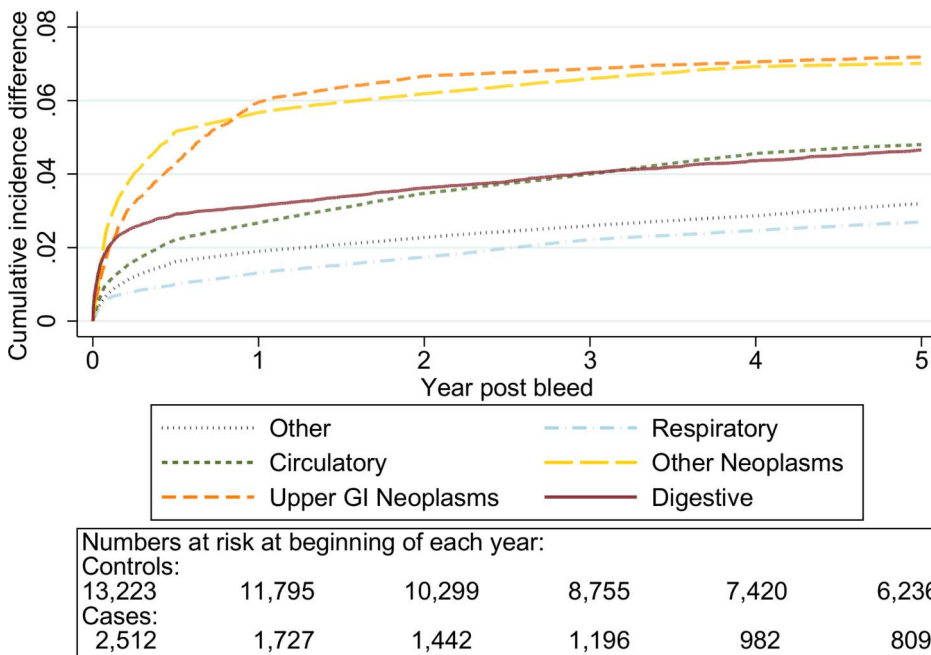 Cumulative incidence difference
.08
.06
.04
.02
0
0 1 2 3 4 5
Year post bleed
Other Respiratory
Circulatory Other Neoplasms
Upper GI Neoplasms Digestive
Numbers at risk at beginning of each year:
Controls:
13,223 11,795 10,299 8,755 7,420 6,236
Cases:
2,512 1,727 1,442 1,196 982 809